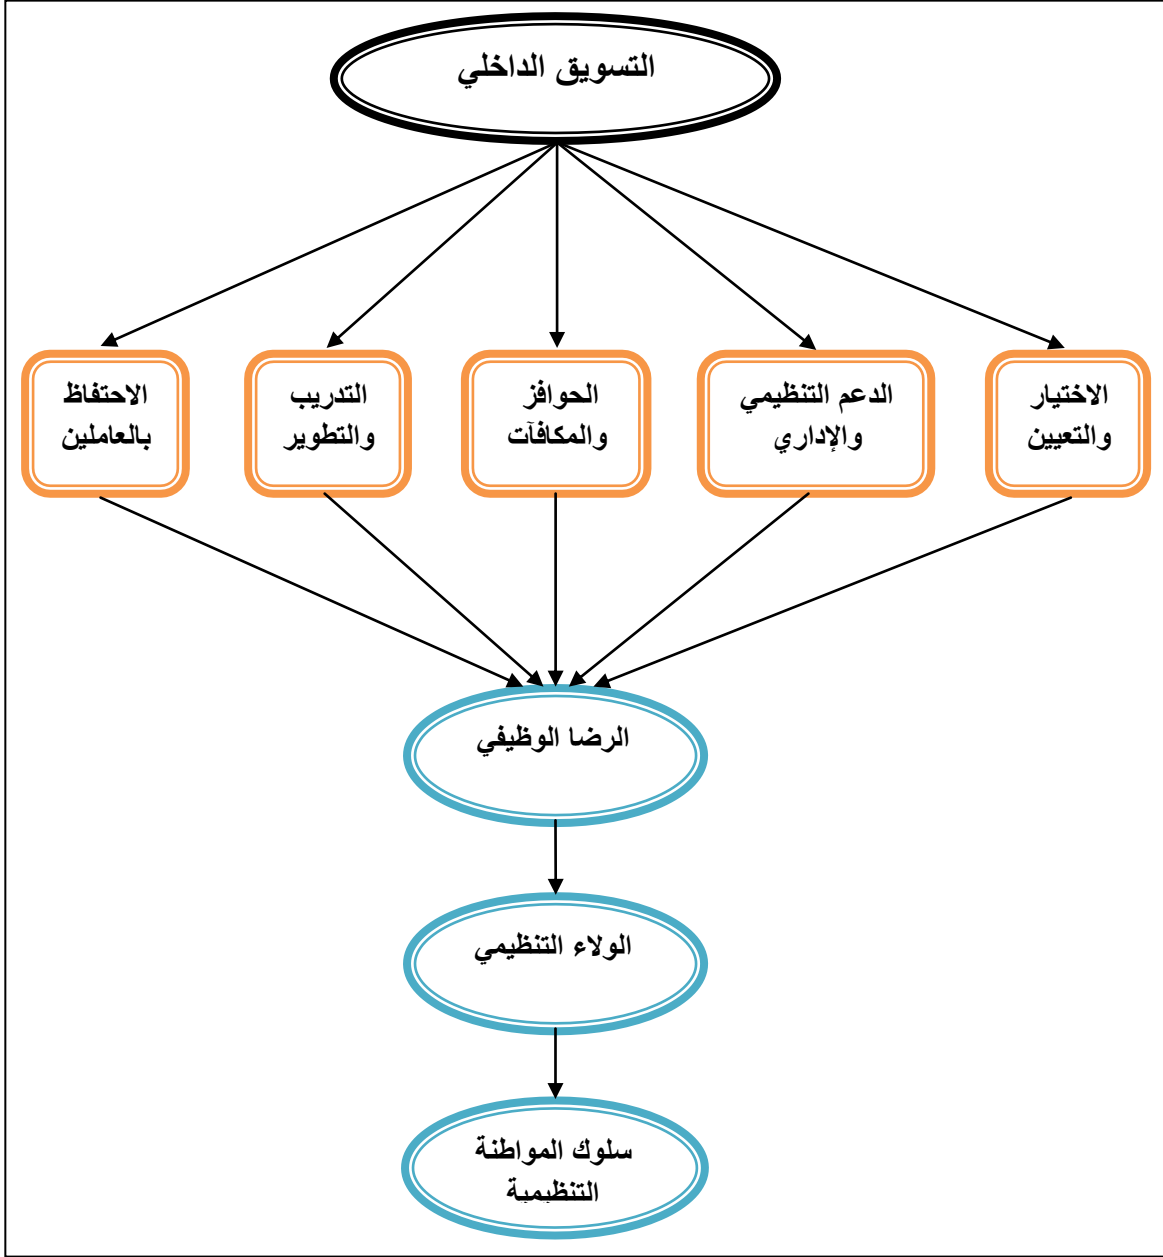 التسويق الداخلي
الاختيار
والتعيين
الدعم التنظيمي
والإداري
الحوافز
والمكافآت
التدريب
والتطوير
الاحتفاظ
بالعاملين
الرضا الوظيفي
الولاء التنظيمي
سلوك المواطنة
التنظيمية